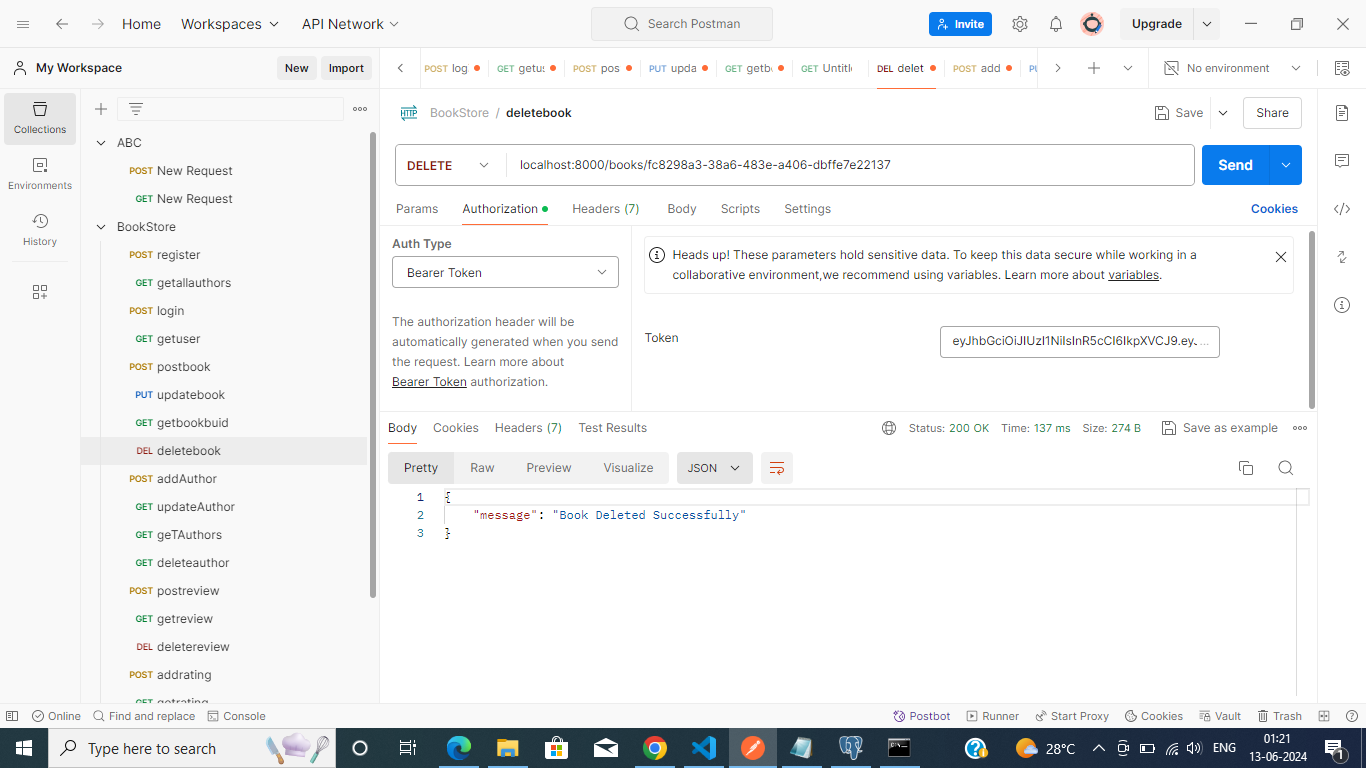 Home Workspaces API Network Search Postman Invite Upgrade
My Workspace New Import
POST log GET getu POST pos PUT upda GET getb GET Untitl DEL delet POST add PU No environment
Collections
Environments
History
ABC
POST New Request
GET New Request
BookStore
POST register
GET getallauthors
POST login
GET getuser
POST postbook
PUT updatebook
GET getbookbuid
DEL deletebook
POST addAuthor
GET updateAuthor
GET geTAuthors
GET deleteauthor
POST postreview
GET getreview
DEL deletereview
POST addrating
GET getrating
HTTP BookStore / deletebook Save Share
DELETE localhost:8000/books/fc8298a3-38a6-483e-a406-dbffe7e22137 Send
Params Authorization Headers (7) Body Scripts Settings Cookies
Auth Type
Bearer Token
The authorization header will be
automatically generated when you send
the request. Learn more about
Bearer Token authorization.
Heads up! These parameters hold sensitive data. To keep this data secure while working in a
collaborative environment,we recommend using variables. Learn more about variables.
Token eyJhbGciOiJIUzI1NiIsInR5cCI6IkpXVCJ9.eyJ...
Body Cookies Headers (7) Test Results Status: 200 OK Time: 137 ms Size: 274 B Save as example
Pretty Raw Preview Visualize JSON
1 {
2 "message": "Book Deleted Successfully"
3 }
Online Find and replace Console Postbot Runner Start Proxy Cookies Vault Trash
Type here to search 28°C ENG 01:21
13-06-2024 1